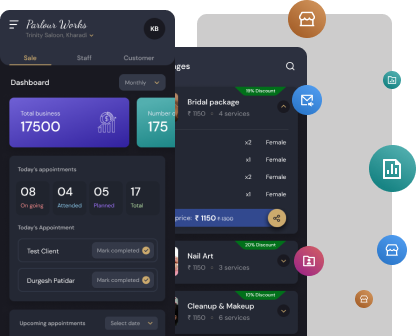 Parlour Works
Trinity Saloon, Kharadi
KB
Sale
Staff
Customer
Dashboard
Monthly
Total business
17500
Number o
175
Today's appointments
08
04
05
17
On going
Attended
Planned
Total
Today's Appointment
Test Client
Mark completed
Durgesh Patidar
Mark completed
Upcoming appointments
Select date
ages
15% Discount
Bridal package
₹ 1150
4 services
x2 Female
x1 Female
x2 Female
x1 Female
price: ₹ 1150
20% Discount
Nail Art
₹ 1150
3 services
10% Discount
Cleanup & Makeup
₹ 1150
6 services